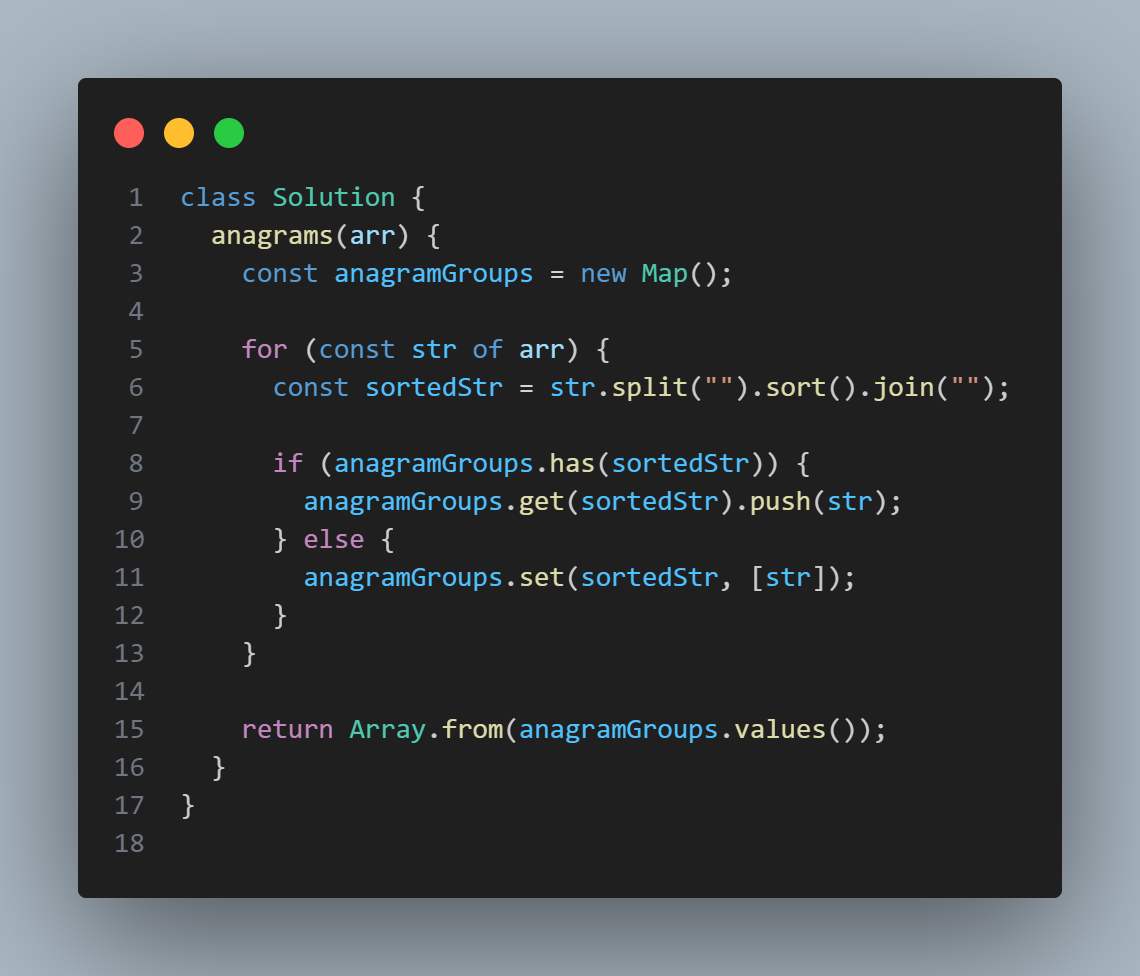 1 class Solution {
2   anagrams(arr) {
3     const anagramGroups = new Map();
4
5     for (const str of arr) {
6       const sortedStr = str.split("").sort().join("");
7
8       if (anagramGroups.has(sortedStr)) {
9         anagramGroups.get(sortedStr).push(str);
10       } else {
11         anagramGroups.set(sortedStr, [str]);
12       }
13     }
14
15     return Array.from(anagramGroups.values());
16   }
17 }
18